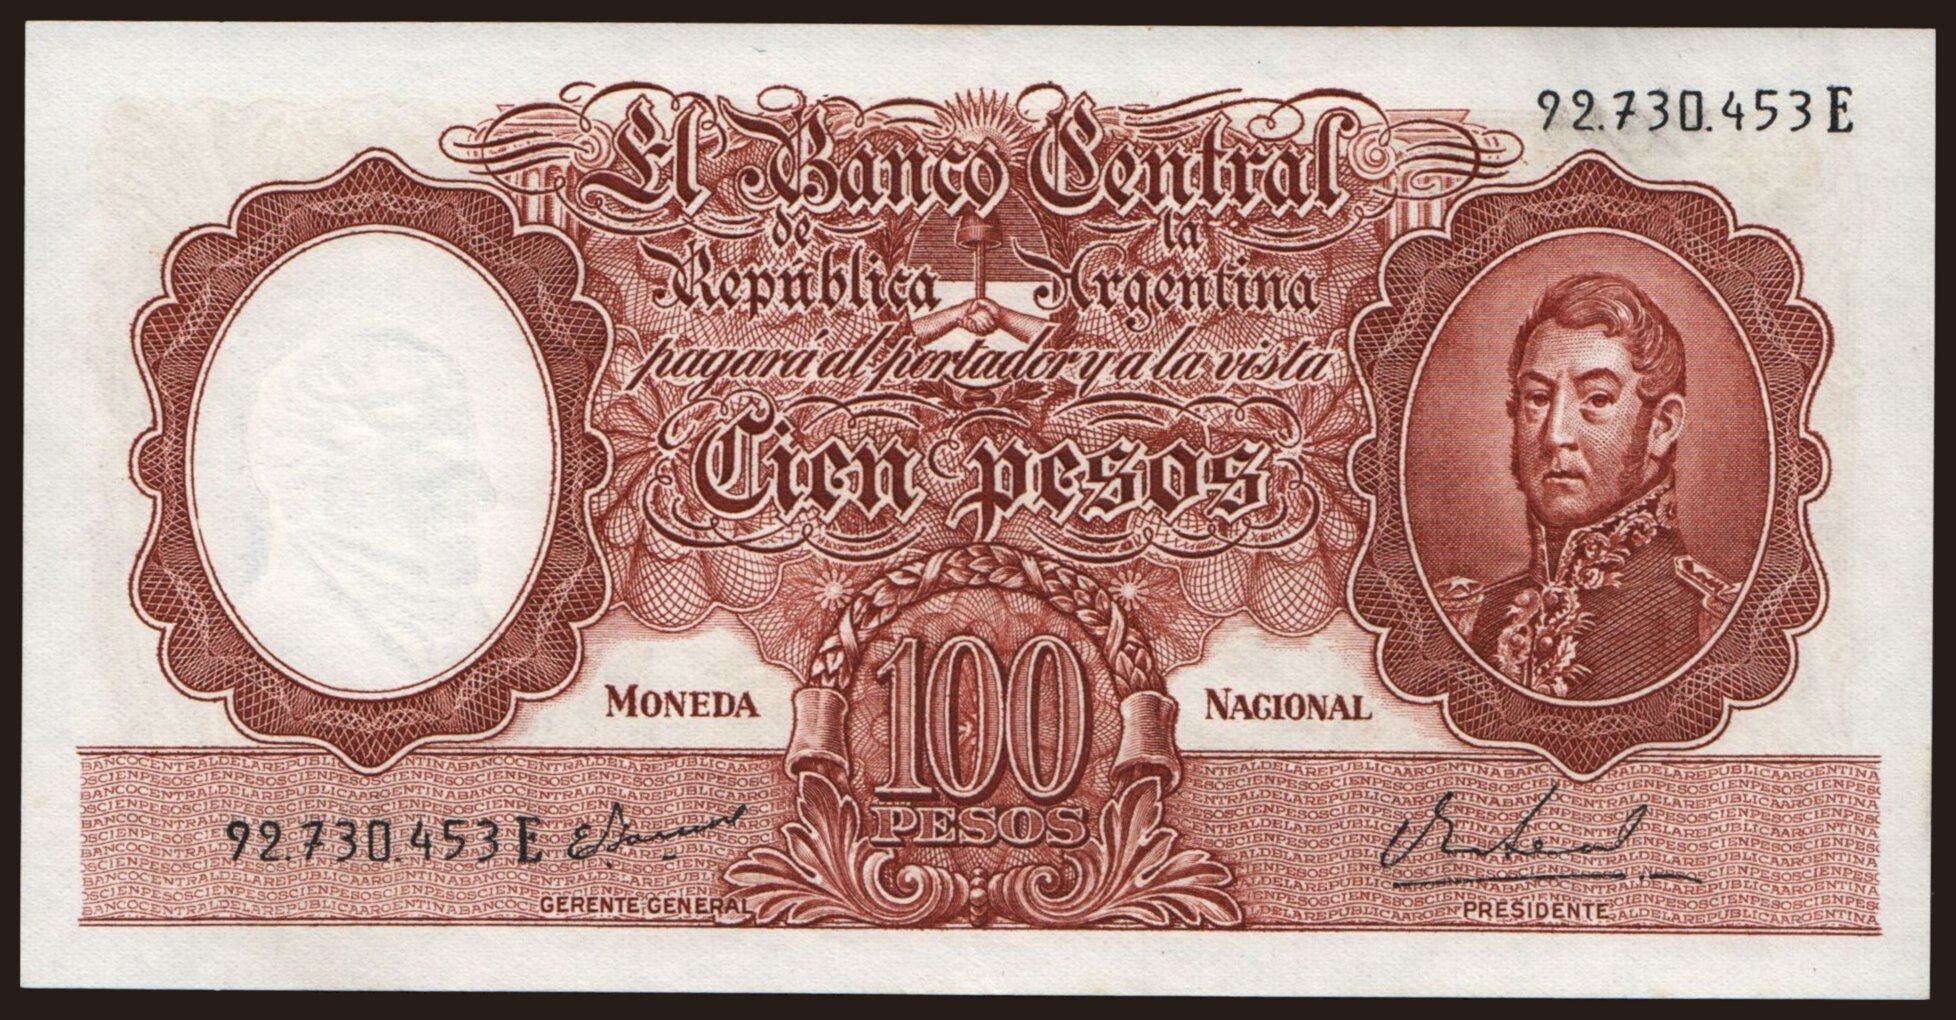 92.730.453 E
El Banco Central
de la
República Argentina
pagará al portador y a la vista
Cien pesos
MONEDA NACIONAL
100
PESOS
92.730.453 E
GERENTE GENERAL
PRESIDENTE